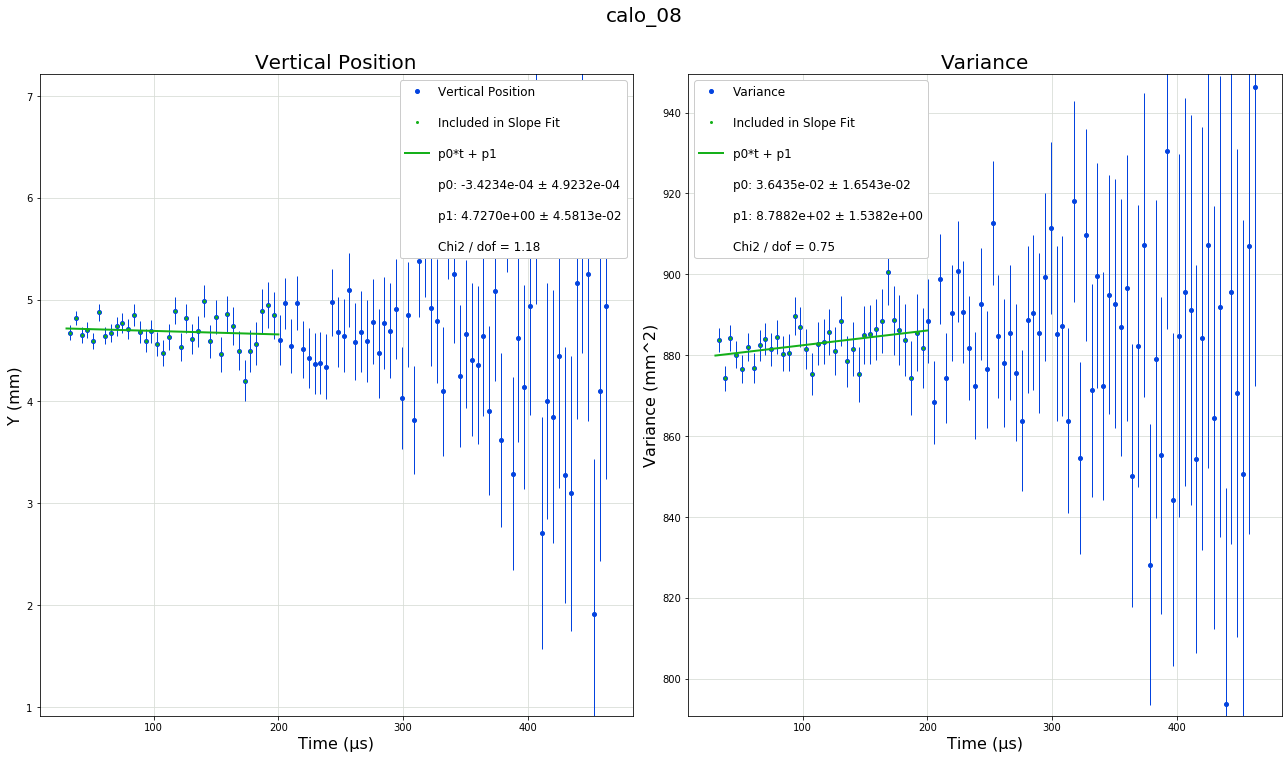 calo_08
Vertical Position
7
6
5
4
3
2
1
Y (mm)
100
200
300
400
Time (µs)
Vertical Position
Included in Slope Fit
p0*t + p1
p0: -3.4234e-04 ± 4.9232e-04
p1: 4.7270e+00 ± 4.5813e-02
Chi2 / dof = 1.18
Variance
940
920
900
880
860
840
820
800
Variance (mm^2)
100
200
300
400
Time (µs)
Variance
Included in Slope Fit
p0*t + p1
p0: 3.6435e-02 ± 1.6543e-02
p1: 8.7882e+02 ± 1.5382e+00
Chi2 / dof = 0.75